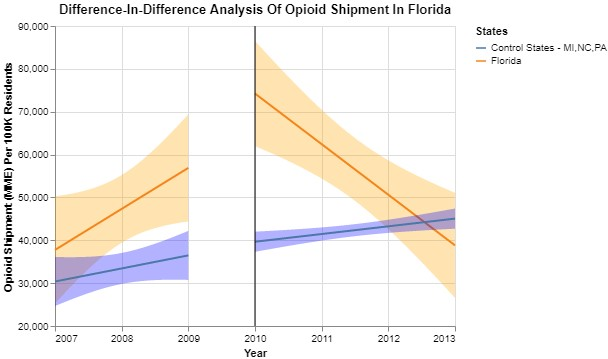 Difference-In-Difference Analysis Of Opioid Shipment In Florida
States
Control States - MI,NC,PA
Florida
Opioid Shipment (MME) Per 100K Residents
90,000
80,000
70,000
60,000
50,000
40,000
30,000
20,000
2007 2008 2009 2010 2011 2012 2013
Year